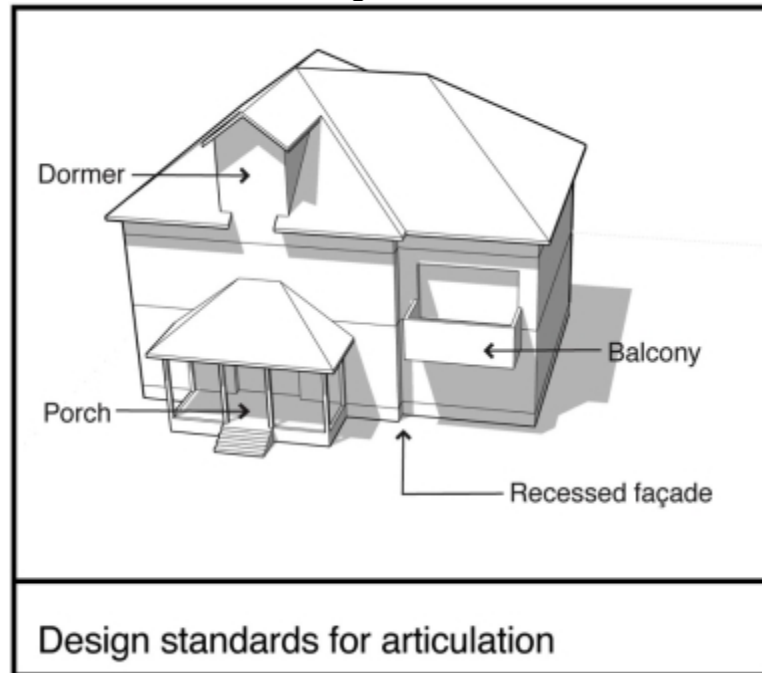 Dormer
Balcony
Porch
Recessed façade
Design standards for articulation